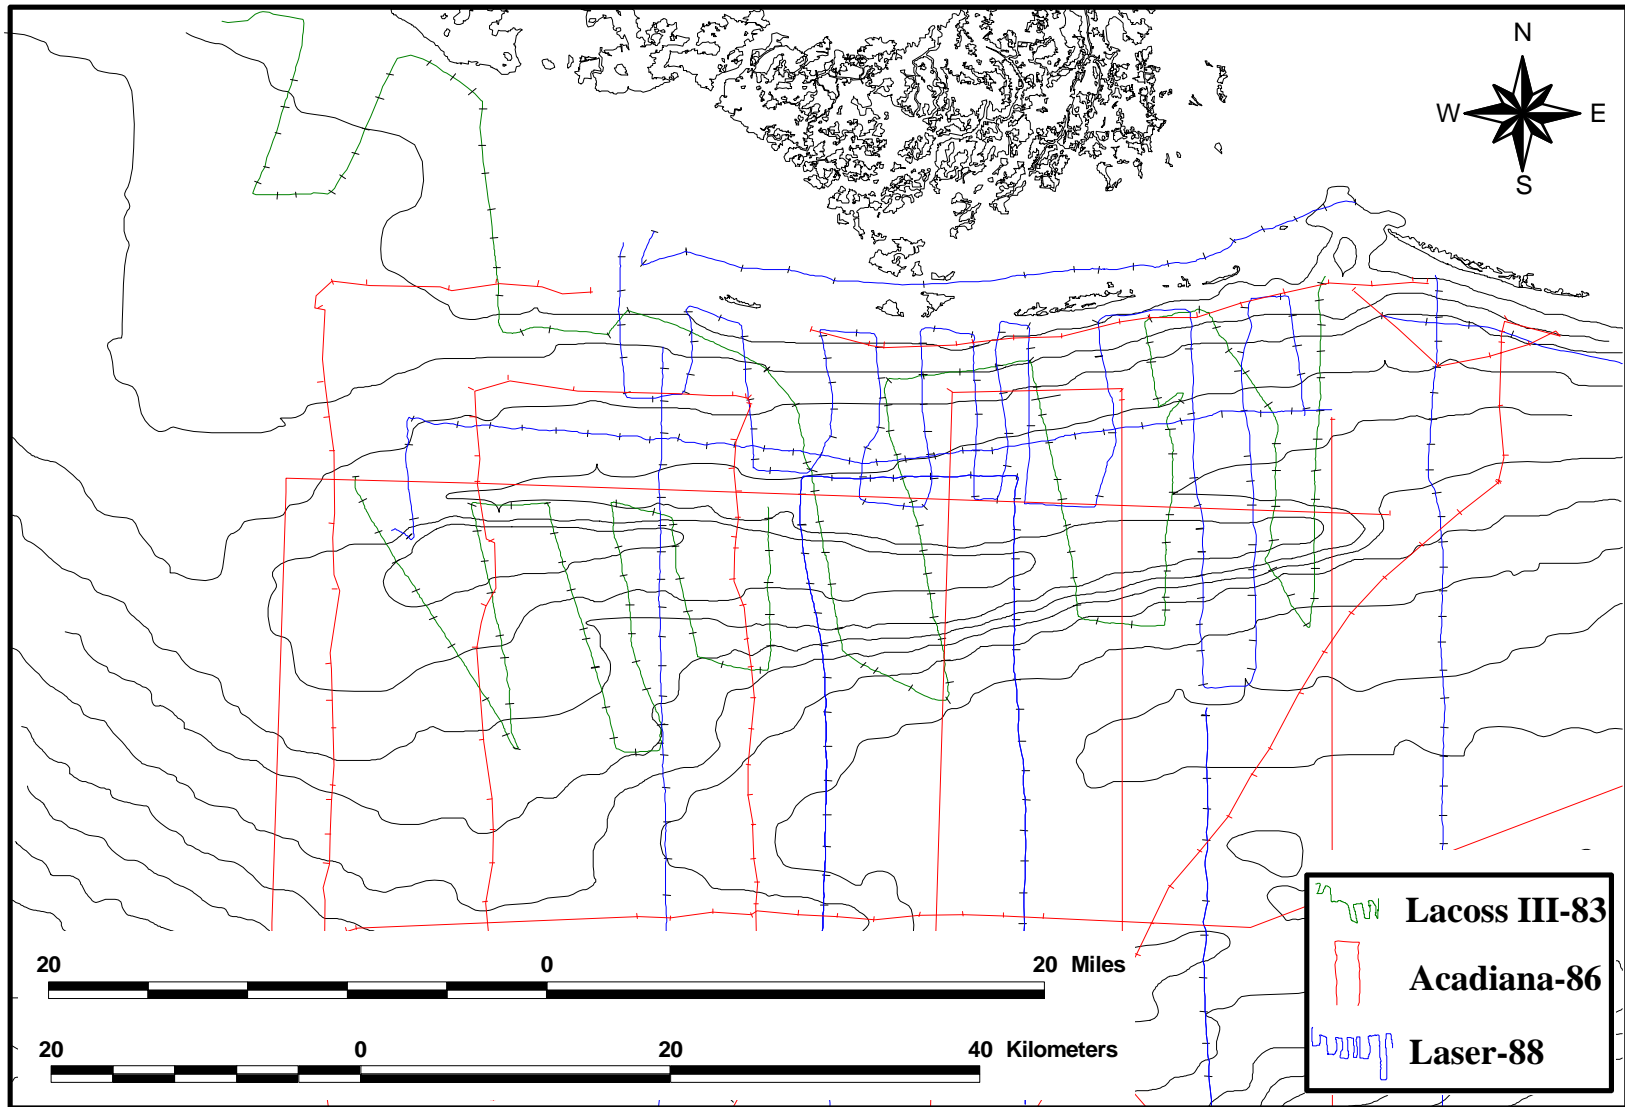 N
W E
S
Lacoss III-83
Acadiana-86
Laser-88
20 0 20 Miles
20 0 20 40 Kilometers